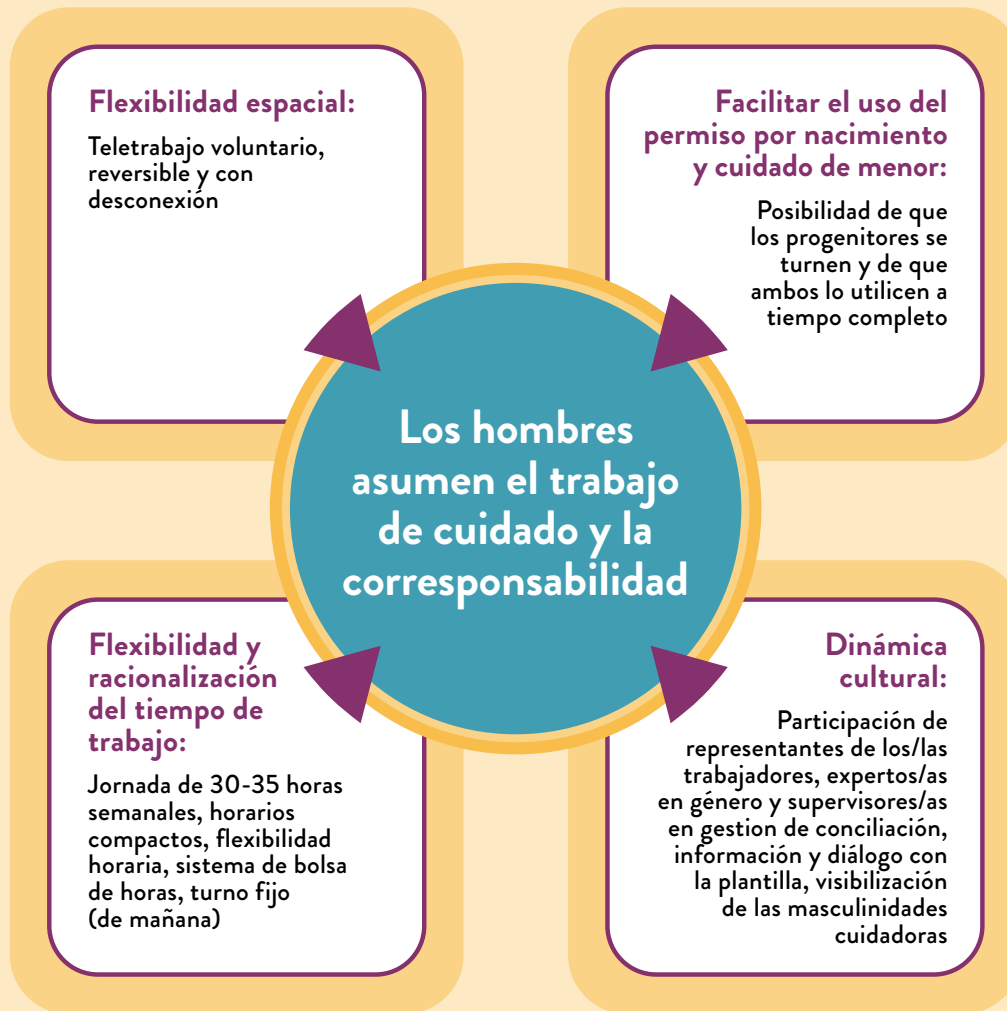 Flexibilidad espacial:
Teletrabajo voluntario,
reversible y con
desconexión
Facilitar el uso del
permiso por nacimiento
y cuidado de menor:
Posibilidad de que
los progenitores se
turnen y de que
ambos lo utilicen a
tiempo completo
Los hombres
asumen el trabajo
de cuidado y la
corresponsabilidad
Flexibilidad y
racionalización
del tiempo de
trabajo:
Jornada de 30-35 horas
semanales, horarios
compactos, flexibilidad
horaria, sistema de bolsa
de horas, turno fijo
(de mañana)
Dinámica
cultural:
Participación de
representantes de los/las
trabajadores, expertos/as
en género y supervisores/as
en gestion de conciliación,
información y diálogo con
la plantilla, visibilización
de las masculinidades
cuidadoras